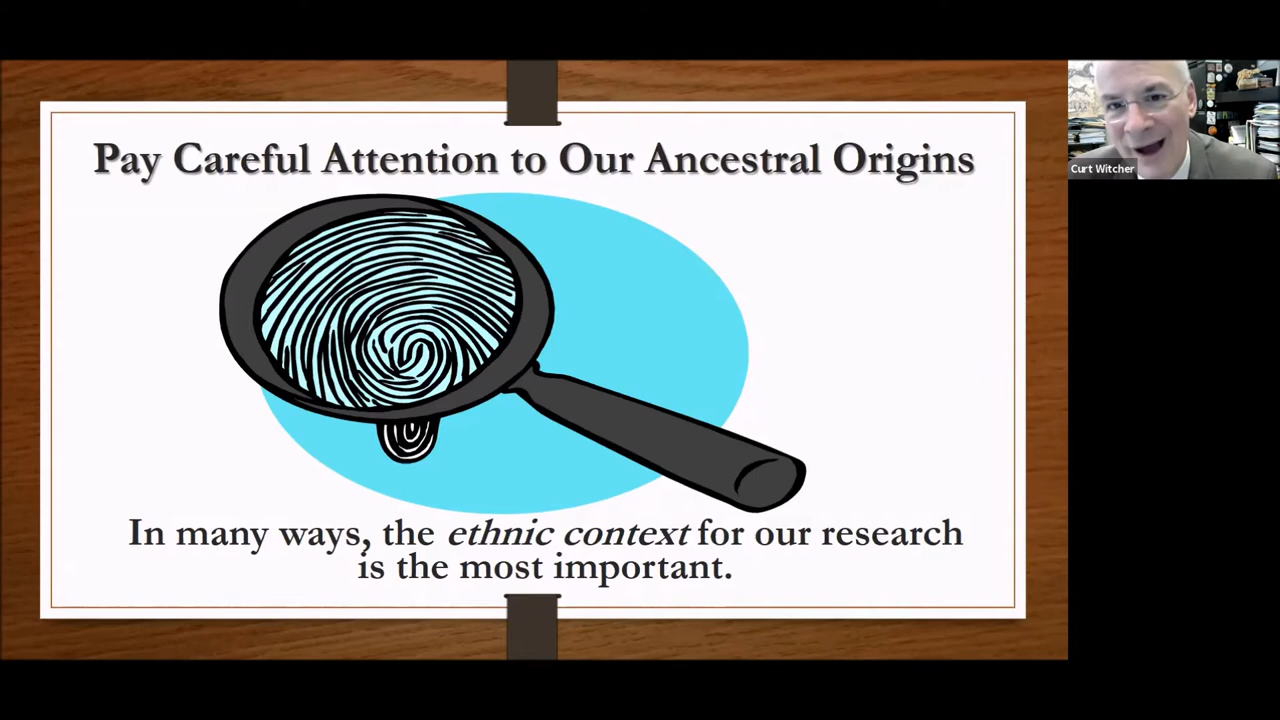 Pay Careful Attention to Our Ancestral Origins
Curt Witcher
In many ways, the ethnic context for our research
is the most important.